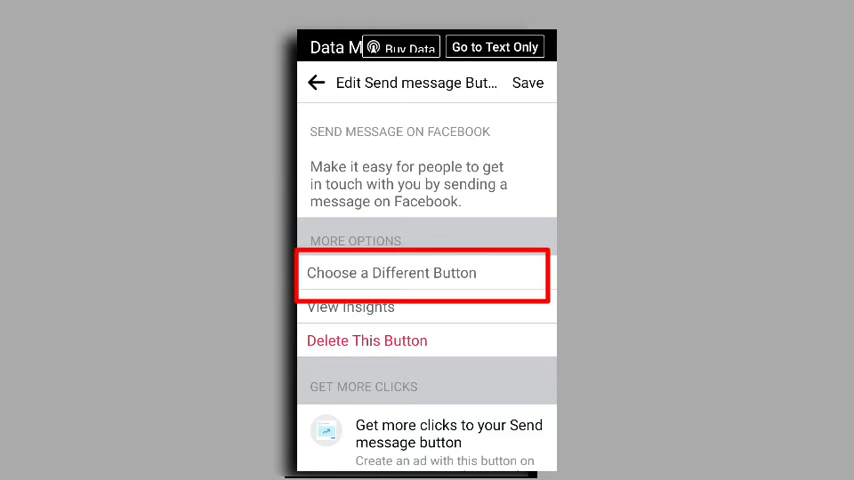 Data M
Buy Data
Go to Text Only
Edit Send message But...
Save
SEND MESSAGE ON FACEBOOK
Make it easy for people to get
in touch with you by sending a
message on Facebook.
MORE OPTIONS
Choose a Different Button
View Insights
Delete This Button
GET MORE CLICKS
Get more clicks to your Send
message button
Create an ad with this button on